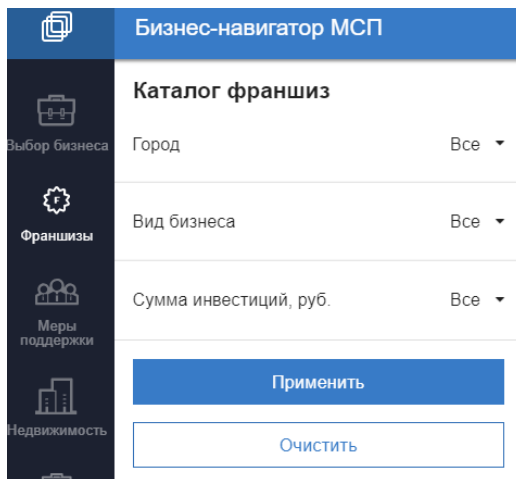 Бизнес-навигатор МСП
Выбор бизнеса
Франшизы
Меры
поддержки
Недвижимость
Каталог франшиз
Город Все
Вид бизнеса Все
Сумма инвестиций, руб. Все
Применить
Очистить